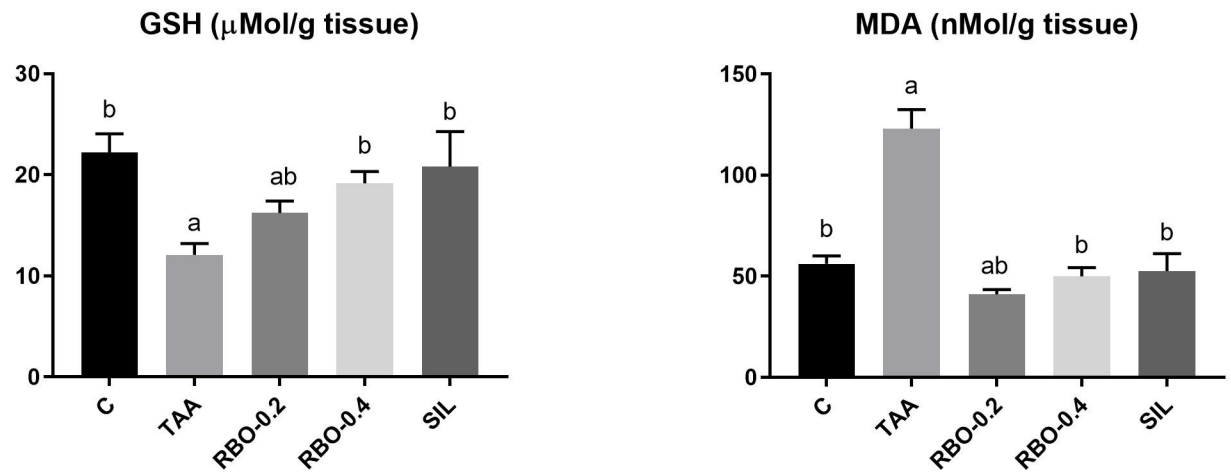 GSH (μMol/g tissue)
30
20
10
0
b
a
ab
b
b
C
TAA
RBO-0.2
RBO-0.4
SIL
MDA (nMol/g tissue)
150
100
50
0
b
a
ab
b
b
C
TAA
RBO-0.2
RBO-0.4
SIL